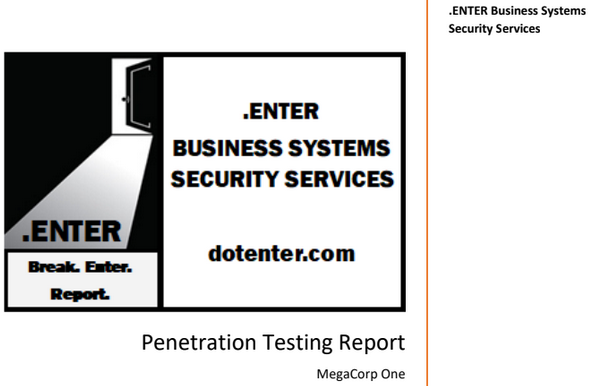 .ENTER Business Systems
Security Services
.ENTER
BUSINESS SYSTEMS
SECURITY SERVICES
dotenter.com
.ENTER
Break. Enter.
Report.
Penetration Testing Report
MegaCorp One